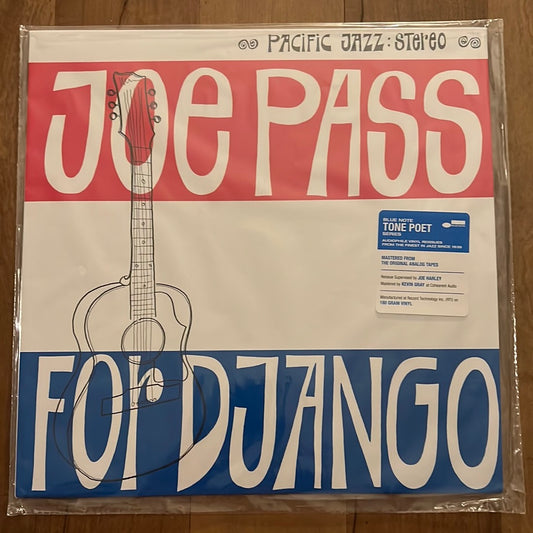 PACIFIC JAZZ: STEREO
JOE PASS
FOR DJANGO
BLUE NOTE
TONE POET
SERIES
AUDIOPHILE VINYL REISSUES
FROM THE FINEST IN JAZZ SINCE 1939
MASTERED FROM
THE ORIGINAL ANALOG TAPES
Reissue Supervised by JOE HARLEY
Mastered by KEVIN GRAY at Cohearent Audio
Manufactured at Record Technology Inc. (RTI) on
180 GRAM VINYL